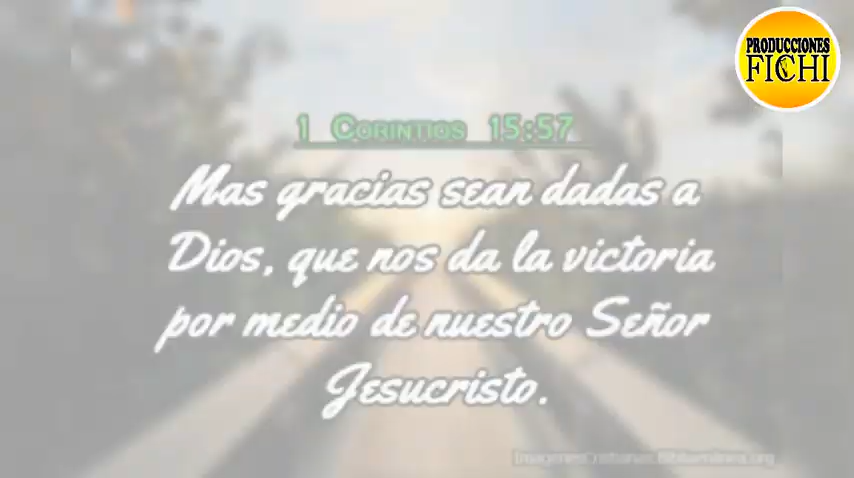 PRODUCCIONES
FICHI
1 Corintios 15:57
Mas gracias sean dadas a
Dios, que nos da la victoria
por medio de nuestro Señor
Jesucristo.